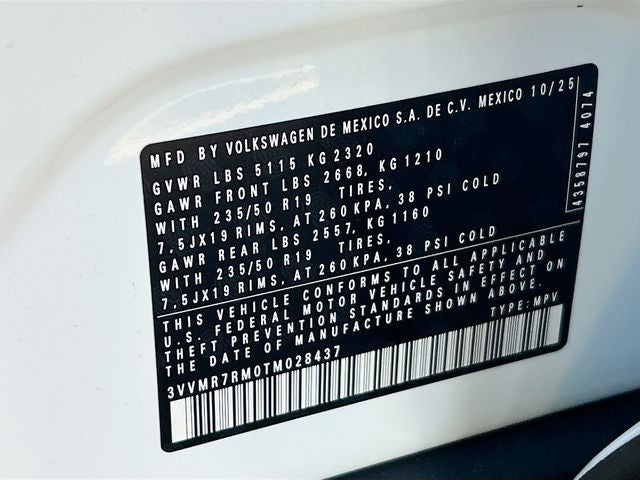 MFD BY VOLKSWAGEN DE MEXICO S.A. DE C.V. MEXICO 10/25
GVWR LBS 5115 KG 2320
GAWR FRONT LBS 2668, KG 1210
WITH 235/50 R19 TIRES,
7,5JX19 RIMS, AT 260 KPA, 38 PSI COLD
GAWR REAR LBS 2557, KG 1160
WITH 235/50 R19 TIRES,
7,5JX19 RIMS, AT 260 KPA, 38 PSI COLD
THIS VEHICLE CONFORMS TO ALL APPLICABLE
U.S. FEDERAL MOTOR VEHICLE SAFETY AND
THEFT PREVENTION STANDARDS IN EFFECT ON
THE DATE OF MANUFACTURE SHOWN ABOVE.
TYPE: MPV
3VVMR7RM0TM028437
4358797 4074